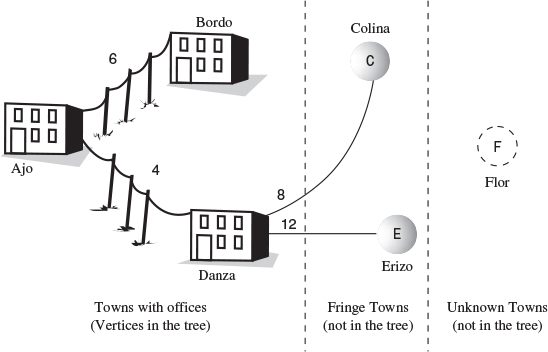 Bordo
Colina
6
C
F
Ajo
4
Flor
8
12
E
Danza
Erizo
Towns with offices
(Vertices in the tree)
Fringe Towns
(not in the tree)
Unknown Towns
(not in the tree)